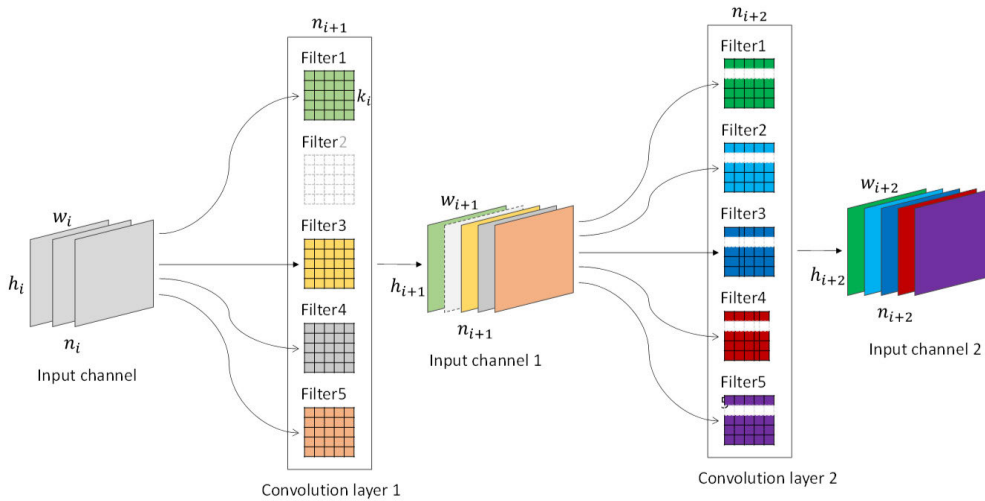 n_{i+1}
Filter1
k_i
Filter2
Filter3
Filter4
Filter5
Convolution layer 1
w_i
h_i
n_i
Input channel
w_{i+1}
h_{i+1}
n_{i+1}
Input channel 1
n_{i+2}
Filter1
Filter2
Filter3
Filter4
Filter5
5
Convolution layer 2
w_{i+2}
h_{i+2}
n_{i+2}
Input channel 2